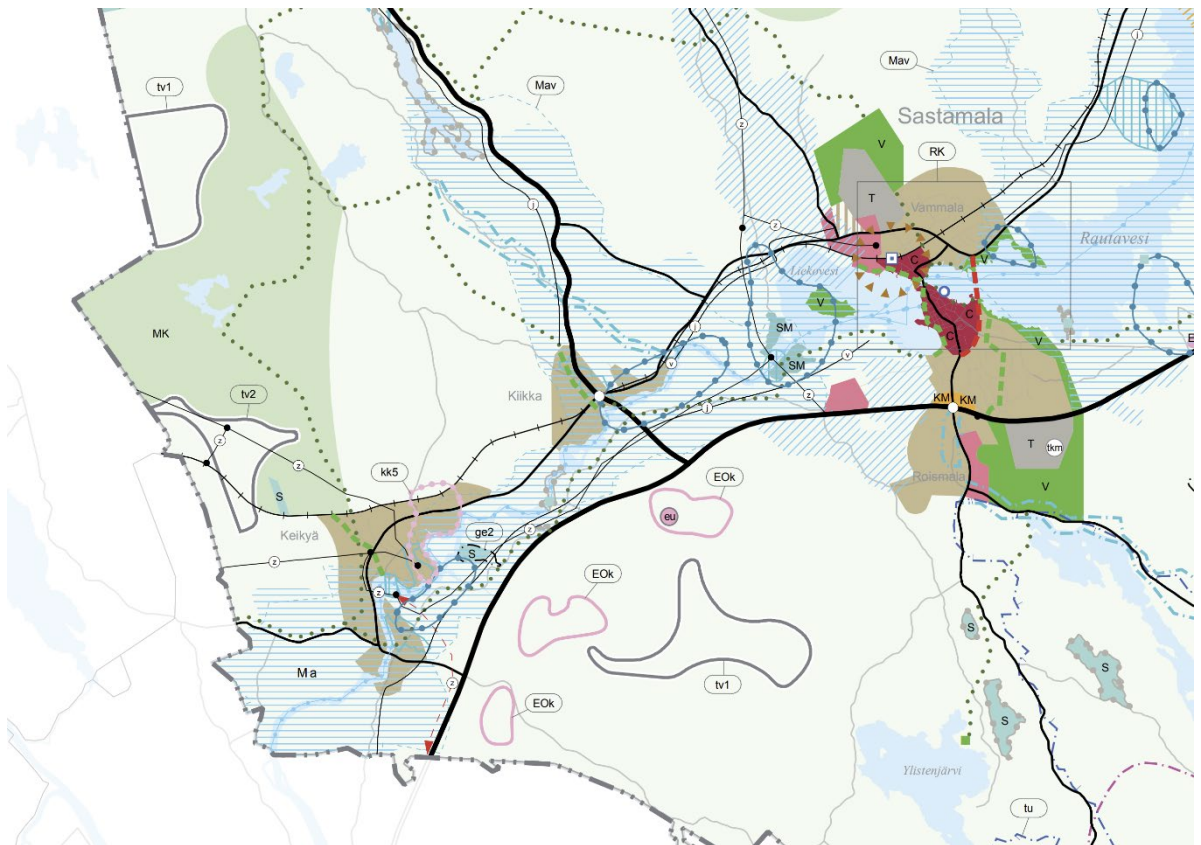 tv1
Mav
j
z
Mav
j
Sastamala
V
RK
T
Vammala
Rautavesi
z
j
C
V
Liekovesi
V
MK
SM
C
C
V
j
v
v
SM
E
Kiikka
z
tv2
j
KM
KM
z
z
kk5
EOk
T
tkm
S
eu
Roismala
V
Keikyä
ge2
z
S
z
EOk
z
tv1
S
S
Ma
z
EOk
S
Ylistenjärvi
tu